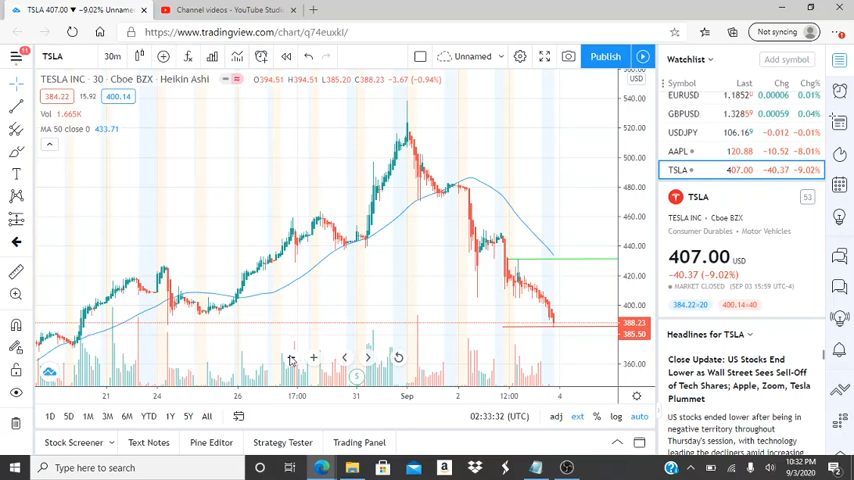 TSLA 407.00 ▼ −9.02% Unname
Channel videos - YouTube Studi
https://www.tradingview.com/chart/q74euxkl/
Not syncing
11
TSLA
30m
Unnamed
Publish
TESLA INC · 30 · Cboe BZX · Heikin Ashi
O394.51 H394.51 L385.20 C388.23 −3.67 (−0.94%)
384.22 15.92 400.14
Vol 1.665K
MA 50 close 0 433.71
USD
540.00
500.00
480.00
460.00
440.00
420.00
400.00
388.23
385.50
360.00
S
21
24
26
17:00
Sep
2
12:00
4
1D 5D 1M 3M 6M YTD 1Y 5Y All
02:33:32 (UTC)
adj ext % log auto
Stock Screener
Text Notes
Pine Editor
Strategy Tester
Trading Panel
Watchlist
Add symbol
Symbol Last Chg Chg%
EURUSD 1.1852 0.00006 0.01%
GBPUSD 1.32859 0.00059 0.04%
USDJPY 106.169 −0.012 −0.01%
AAPL 120.88 −10.52 −8.01%
TSLA 407.00 −40.37 −9.02%
TSLA
53
TESLA INC · Cboe BZX
Consumer Durables · Motor Vehicles
407.00 USD
−40.37 (−9.02%)
MARKET CLOSED (SEP 03 15:59 UTC-4)
384.22×20 400.14×40
Headlines for TSLA
Close Update: US Stocks End
Lower as Wall Street Sees Sell-Off
of Tech Shares; Apple, Zoom, Tesla
Plummet
US stocks ended lower after being in
negative territory throughout
Thursday's session, with technology
leading the decliners amid increasing
Type here to search
10:32 PM
9/3/2020
2